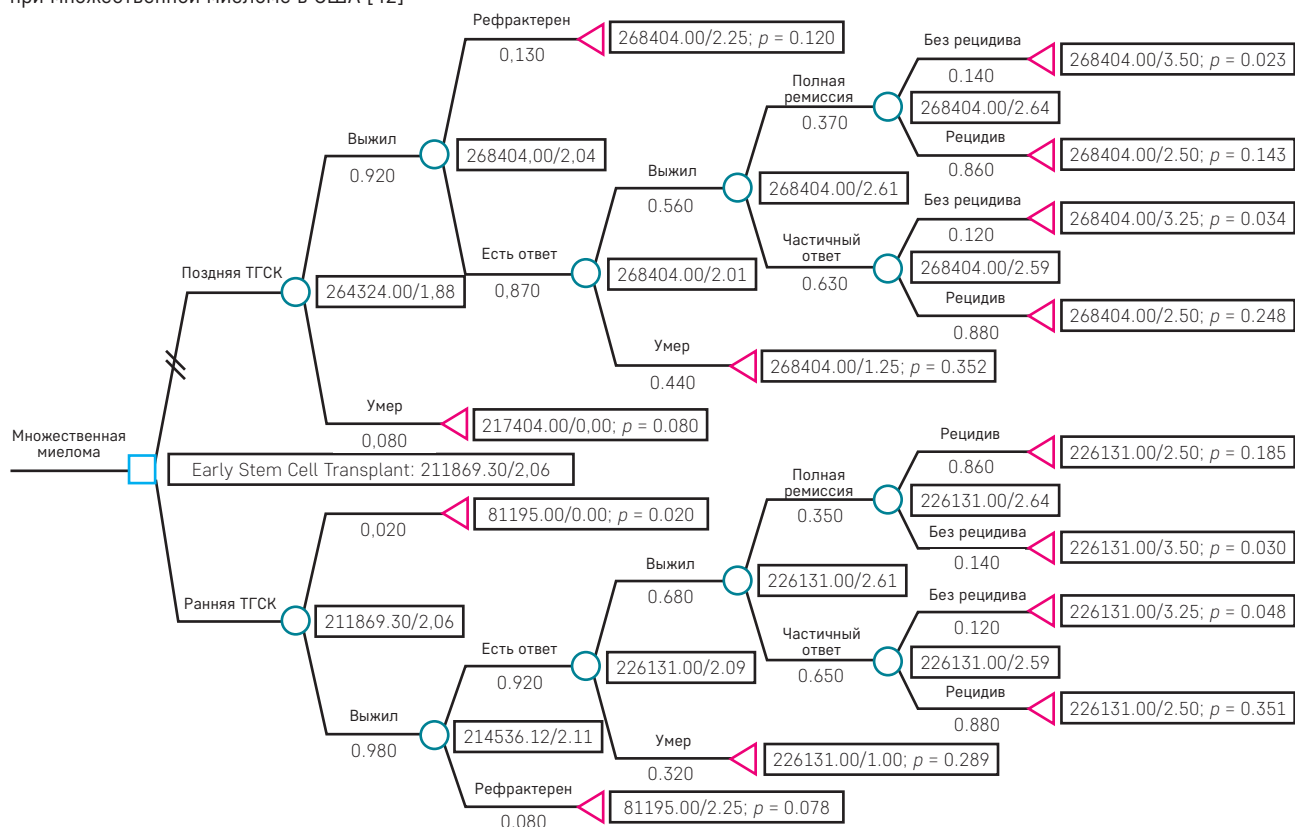 при множественной миеломе в США [42]
Рефрактерен
0,130
268404.00/2.25; p = 0.120
Без рецидива
0.140
268404.00/3.50; p = 0.023
Полная
ремиссия
0.370
268404.00/2.64
Рецидив
0.860
268404.00/2.50; p = 0.143
Выжил
0.920
268404,00/2,04
Выжил
0.560
268404.00/2.61
Без рецидива
0.120
268404.00/3.25; p = 0.034
Частичный
ответ
0.630
268404.00/2.59
Рецидив
0.880
268404.00/2.50; p = 0.248
Есть ответ
0,870
268404.00/2.01
Поздняя ТГСК
264324.00/1,88
Умер
0.440
268404.00/1.25; p = 0.352
Умер
0,080
217404.00/0,00; p = 0.080
Множественная
миелома
Early Stem Cell Transplant: 211869.30/2,06
0,020
81195.00/0.00; p = 0.020
Рецидив
0.860
226131.00/2.50; p = 0.185
Полная
ремиссия
0.350
226131.00/2.64
Без рецидива
0.140
226131.00/3.50; p = 0.030
Выжил
0.680
226131.00/2.61
Ранняя ТГСК
211869.30/2,06
Без рецидива
0.120
226131.00/3.25; p = 0.048
Частичный
ответ
0.650
226131.00/2.59
Рецидив
0.880
226131.00/2.50; p = 0.351
Есть ответ
0.920
226131.00/2.09
Выжил
0.980
214536.12/2.11
Умер
0.320
226131.00/1.00; p = 0.289
Рефрактерен
0,080
81195.00/2.25; p = 0.078